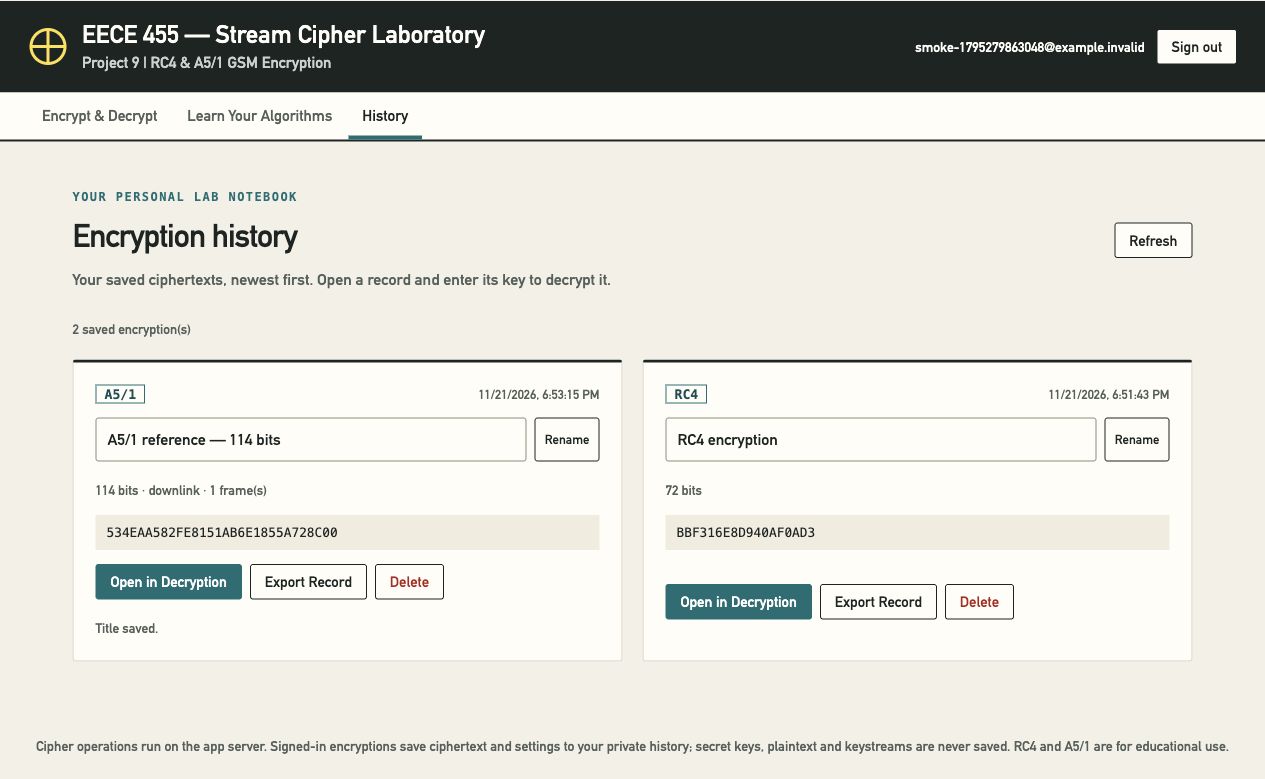 EECE 455 — Stream Cipher Laboratory
Project 9 | RC4 & A5/1 GSM Encryption
smoke-1795279863048@example.invalid
Sign out
Encrypt & Decrypt
Learn Your Algorithms
History
YOUR PERSONAL LAB NOTEBOOK
Encryption history
Refresh
Your saved ciphertexts, newest first. Open a record and enter its key to decrypt it.
2 saved encryption(s)
A5/1
11/21/2026, 6:53:15 PM
A5/1 reference — 114 bits
Rename
114 bits · downlink · 1 frame(s)
534EAA582FE8151AB6E1855A728C00
Open in Decryption
Export Record
Delete
Title saved.
RC4
11/21/2026, 6:51:43 PM
RC4 encryption
Rename
72 bits
BBF316E8D940AF0AD3
Open in Decryption
Export Record
Delete
Cipher operations run on the app server. Signed-in encryptions save ciphertext and settings to your private history; secret keys, plaintext and keystreams are never saved. RC4 and A5/1 are for educational use.